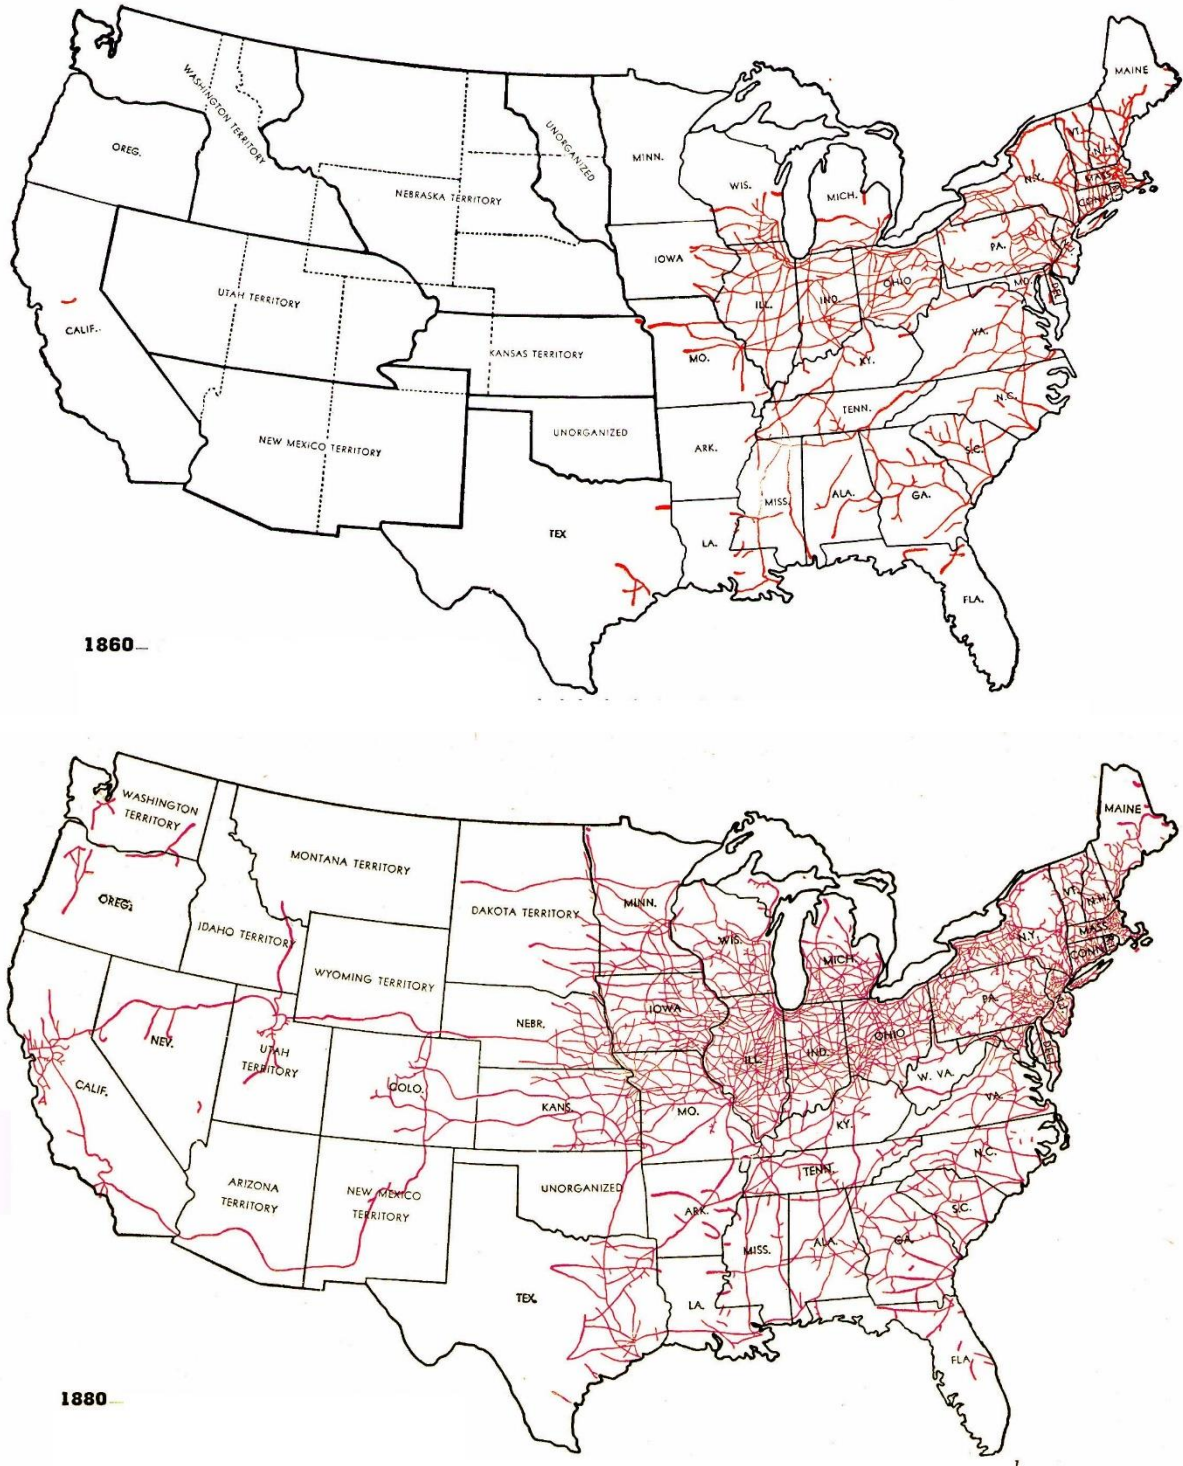 MAINE
WASHINGTON TERRITORY
OREG.
UNORGANIZED
MINN.
VT.
N.H.
NEBRASKA TERRITORY
WIS.
MICH.
N.Y.
MASS.
CONN.
IOWA
PA.
UTAH TERRITORY
ILL.
IND.
OHIO
MD.
DEL.
CALIF.
KANSAS TERRITORY
MO.
KY.
VA.
N.C.
TENN.
NEW MEXICO TERRITORY
UNORGANIZED
ARK.
S.C.
MISS.
ALA.
GA.
TEX
LA.
FLA.
1860
WASHINGTON
TERRITORY
MAINE
MONTANA TERRITORY
OREG.
IDAHO TERRITORY
DAKOTA TERRITORY
MINN.
VT.
N.H.
WYOMING TERRITORY
WIS.
MICH.
N.Y.
MASS.
CONN.
NEBR.
IOWA
PA.
NEV.
UTAH
TERRITORY
COLO.
ILL.
IND.
OHIO
DEL.
W. VA.
CALIF.
KANS.
MO.
KY.
VA.
N.C.
TENN.
ARIZONA
TERRITORY
NEW MEXICO
TERRITORY
UNORGANIZED
ARK.
S.C.
MISS.
ALA.
GA.
TEX.
LA.
FLA.
1880